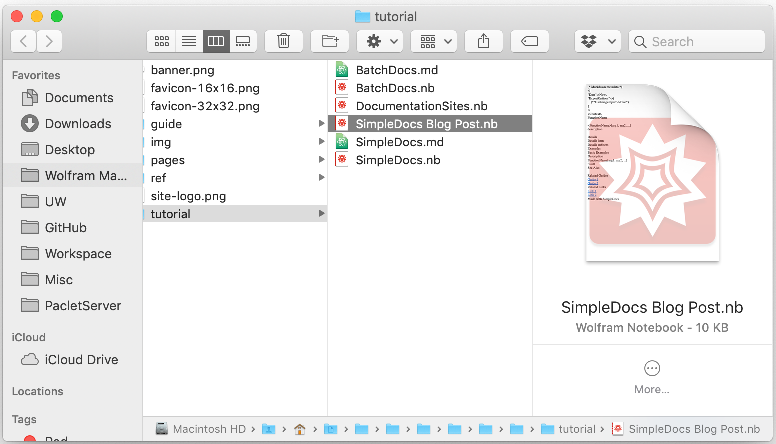 tutorial
Search
Favorites
Documents
Downloads
Desktop
Wolfram Ma...
UW
GitHub
Workspace
Misc
PacletServer
iCloud
iCloud Drive
Locations
Tags
banner.png
favicon-16x16.png
favicon-32x32.png
guide
img
pages
ref
site-logo.png
tutorial
BatchDocs.md
BatchDocs.nb
DocumentationSites.nb
SimpleDocs Blog Post.nb
SimpleDocs.md
SimpleDocs.nb
SimpleDocs Blog Post.nb
Wolfram Notebook - 10 KB
More...
Macintosh HD tutorial SimpleDocs Blog Post.nb